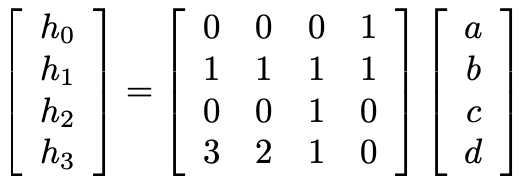 [ h₀ ] = [ 0 0 0 1 ] [ a ]
[ h₁ ] [ 1 1 1 1 ] [ b ]
[ h₂ ] [ 0 0 1 0 ] [ c ]
[ h₃ ] [ 3 2 1 0 ] [ d ]